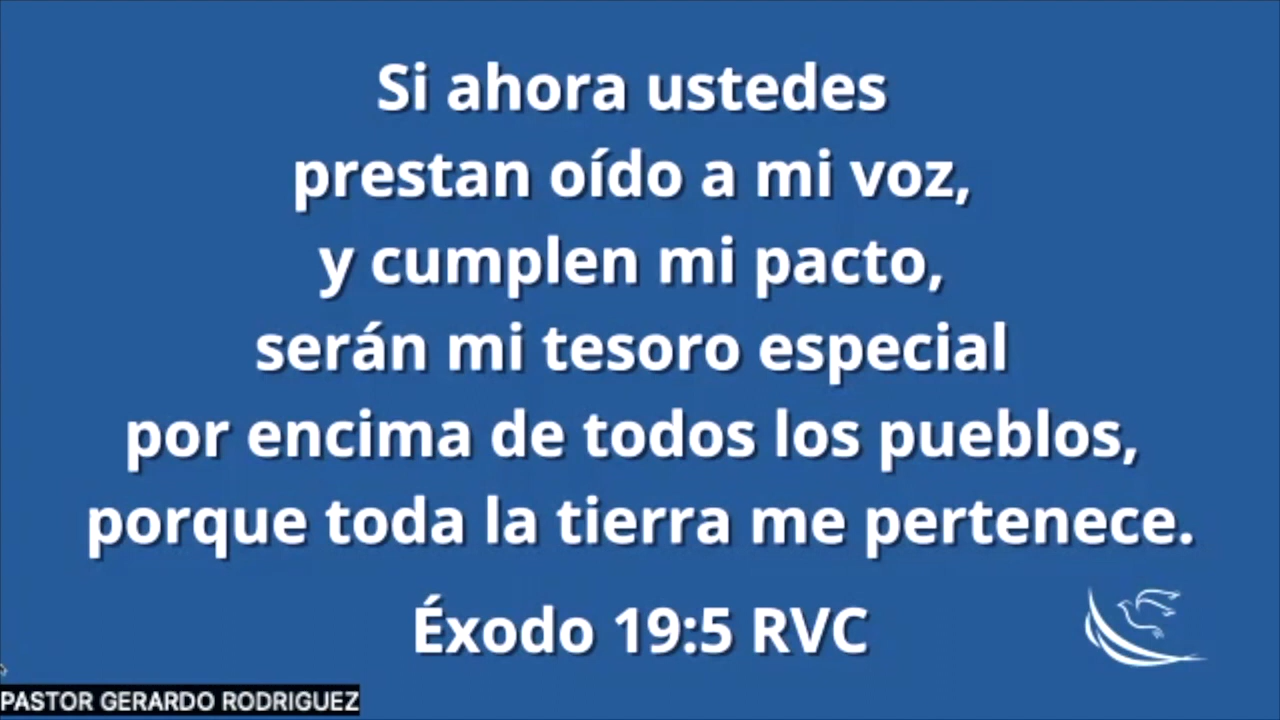 Si ahora ustedes
prestan oído a mi voz,
y cumplen mi pacto,
serán mi tesoro especial
por encima de todos los pueblos,
porque toda la tierra me pertenece.
Éxodo 19:5 RVC
PASTOR GERARDO RODRIGUEZ